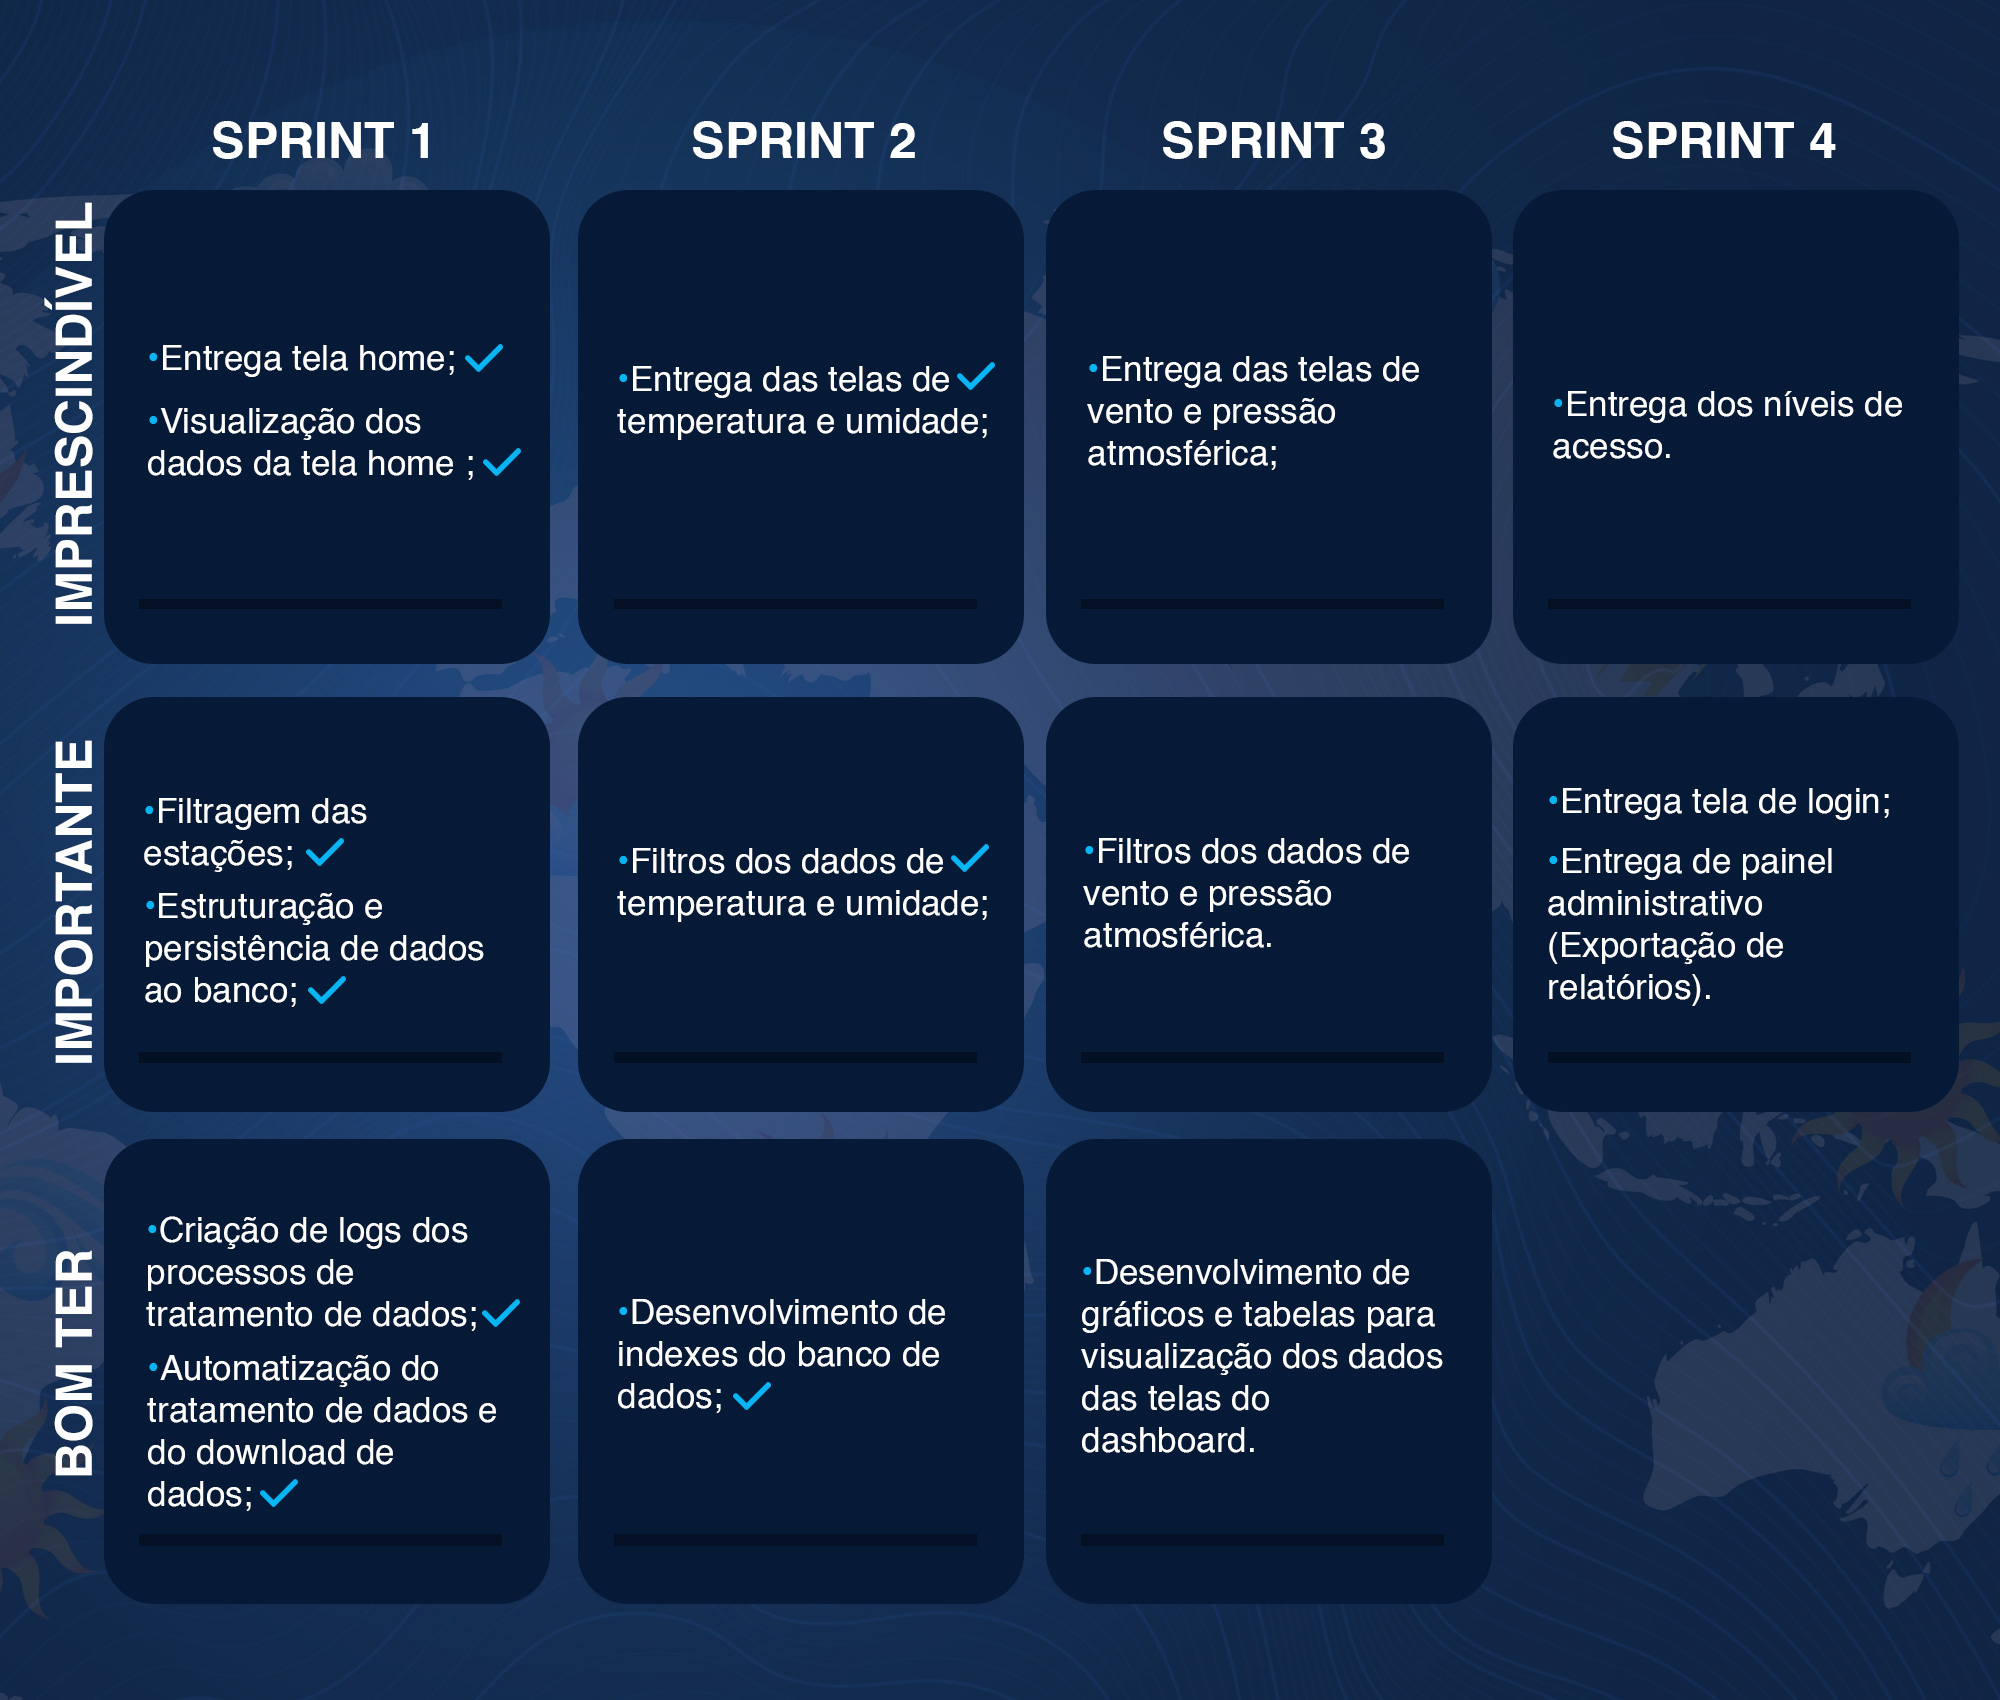 SPRINT 1
SPRINT 2
SPRINT 3
SPRINT 4
IMPRESCINDÍVEL
•Entrega tela home;
•Visualização dos
dados da tela home ;
•Entrega das telas de
temperatura e umidade;
•Entrega das telas de
vento e pressão
atmosférica;
•Entrega dos níveis de
acesso.
IMPORTANTE
•Filtragem das
estações;
•Estruturação e
persistência de dados
ao banco;
•Filtros dos dados de
temperatura e umidade;
•Filtros dos dados de
vento e pressão
atmosférica.
•Entrega tela de login;
•Entrega de painel
administrativo
(Exportação de
relatórios).
BOM TER
•Criação de logs dos
processos de
tratamento de dados;
•Automatização do
tratamento de dados e
do download de
dados;
•Desenvolvimento de
indexes do banco de
dados;
•Desenvolvimento de
gráficos e tabelas para
visualização dos dados
das telas do
dashboard.